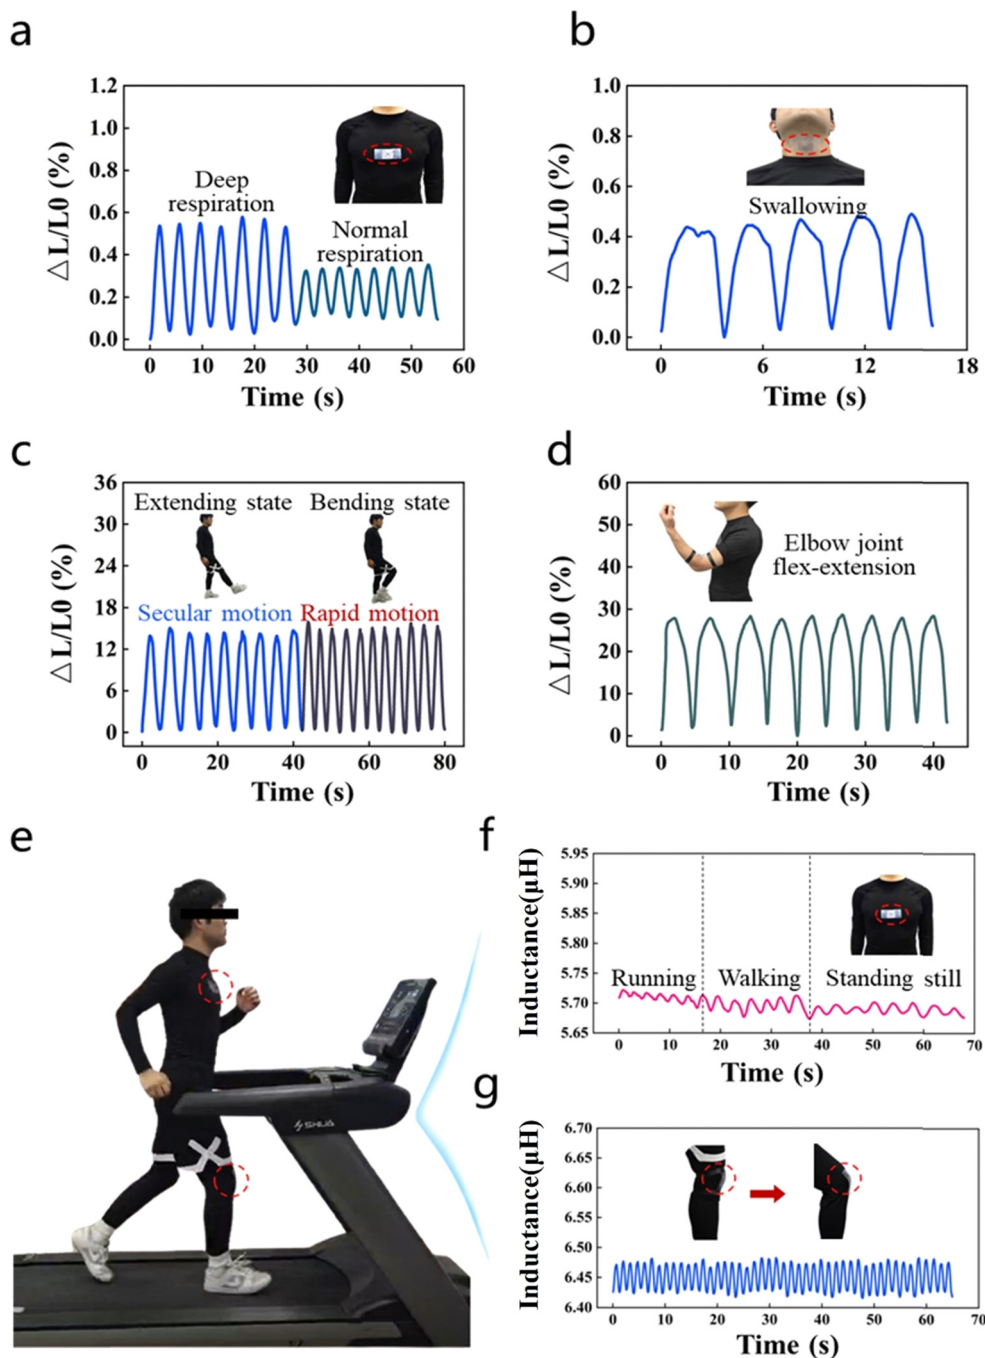 a
1.2
1.0
0.8
0.6
0.4
0.2
0.0
△L/L0 (%)
Deep
respiration
Normal
respiration
0 10 20 30 40 50 60
Time (s)
b
1.0
0.8
0.6
0.4
0.2
0.0
△L/L0 (%)
Swallowing
0 6 12 18
Time (s)
c
36
30
24
18
12
6
0
△L/L0 (%)
Extending state Bending state
Secular motion Rapid motion
0 20 40 60 80
Time (s)
d
60
50
40
30
20
10
0
△L/L0 (%)
Elbow joint
flex-extension
0 10 20 30 40
Time (s)
e
SHUA
f
5.95
5.90
5.85
5.80
5.75
5.70
5.65
Inductance(μH)
Running Walking Standing still
0 10 20 30 40 50 60 70
Time (s)
g
6.70
6.65
6.60
6.55
6.50
6.45
6.40
Inductance(μH)
0 10 20 30 40 50 60 70
Time (s)